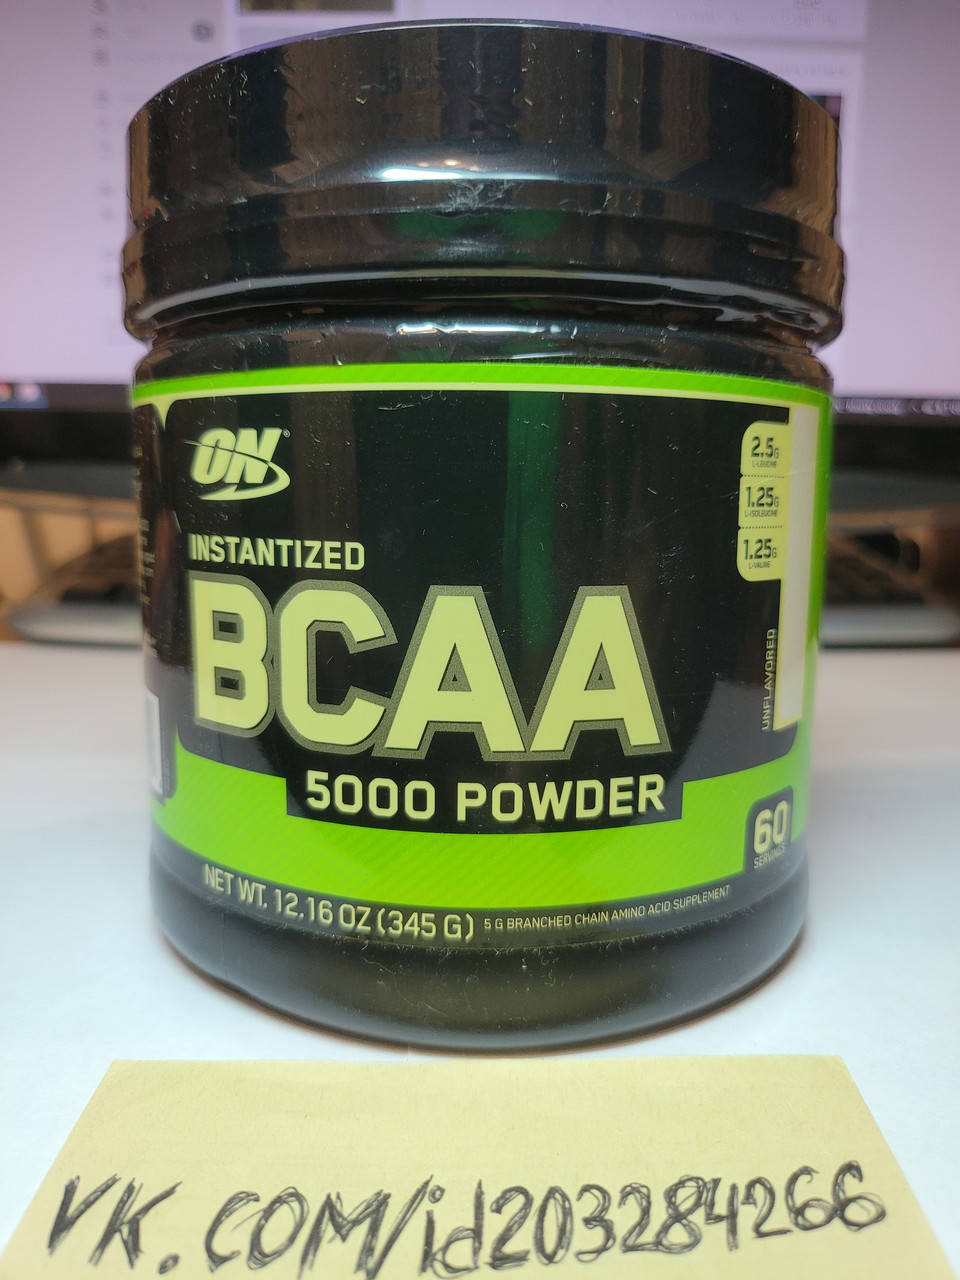 ON®
INSTANTIZED
BCAA
5000 POWDER
2.5G
L-LEUCINE
1.25G
L-ISOLEUCINE
1.25G
L-VALINE
UNFLAVORED
60
SERVINGS
NET WT. 12.16 OZ (345 G) 5 G BRANCHED CHAIN AMINO ACID SUPPLEMENT
VK.COM/id203284266